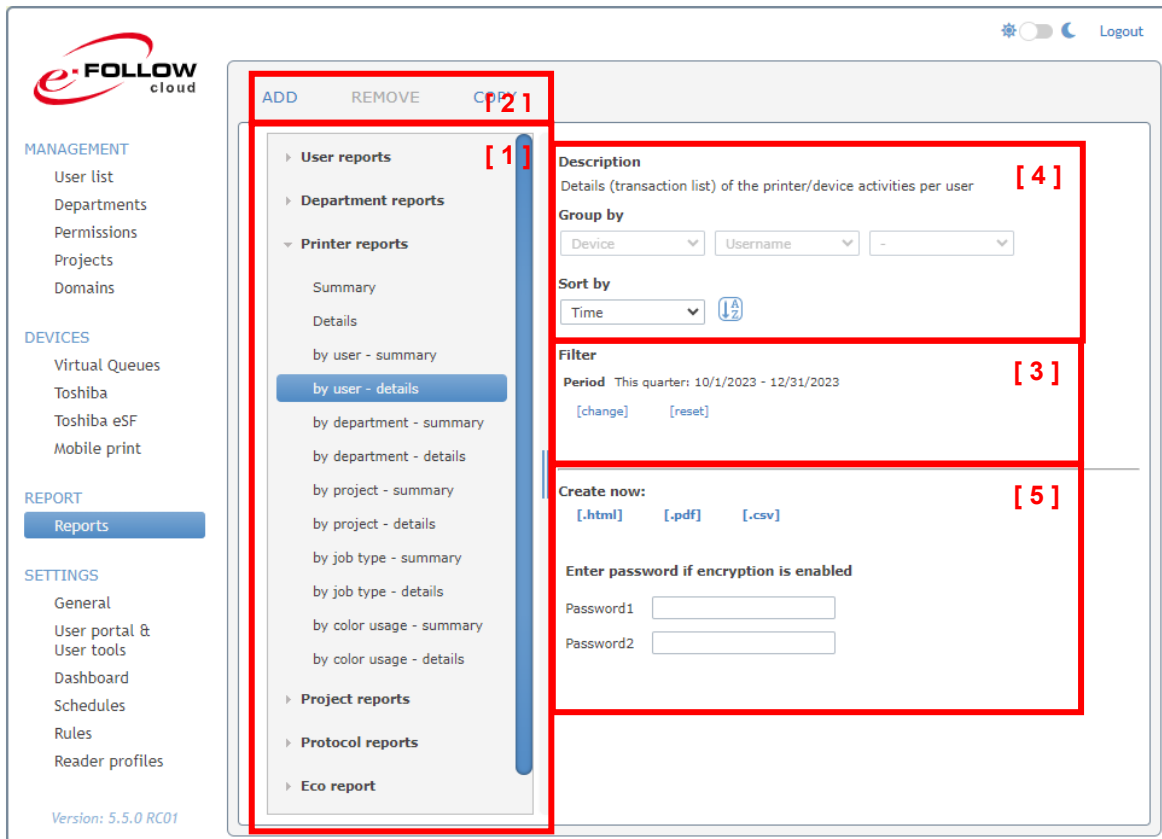 Logout
e·FOLLOW
cloud
ADD REMOVE COPY
[ 2 ]
MANAGEMENT
User list
Departments
Permissions
Projects
Domains
DEVICES
Virtual Queues
Toshiba
Toshiba eSF
Mobile print
REPORT
Reports
SETTINGS
General
User portal &
User tools
Dashboard
Schedules
Rules
Reader profiles
Version: 5.5.0 RC01
[ 1 ]
User reports
Department reports
Printer reports
Summary
Details
by user - summary
by user - details
by department - summary
by department - details
by project - summary
by project - details
by job type - summary
by job type - details
by color usage - summary
by color usage - details
Project reports
Protocol reports
Eco report
Description
[ 4 ]
Details (transaction list) of the printer/device activities per user
Group by
Device Username -
Sort by
Time
A
Z
Filter
[ 3 ]
Period This quarter: 10/1/2023 - 12/31/2023
[change] [reset]
Create now:
[ 5 ]
[.html] [.pdf] [.csv]
Enter password if encryption is enabled
Password1
Password2